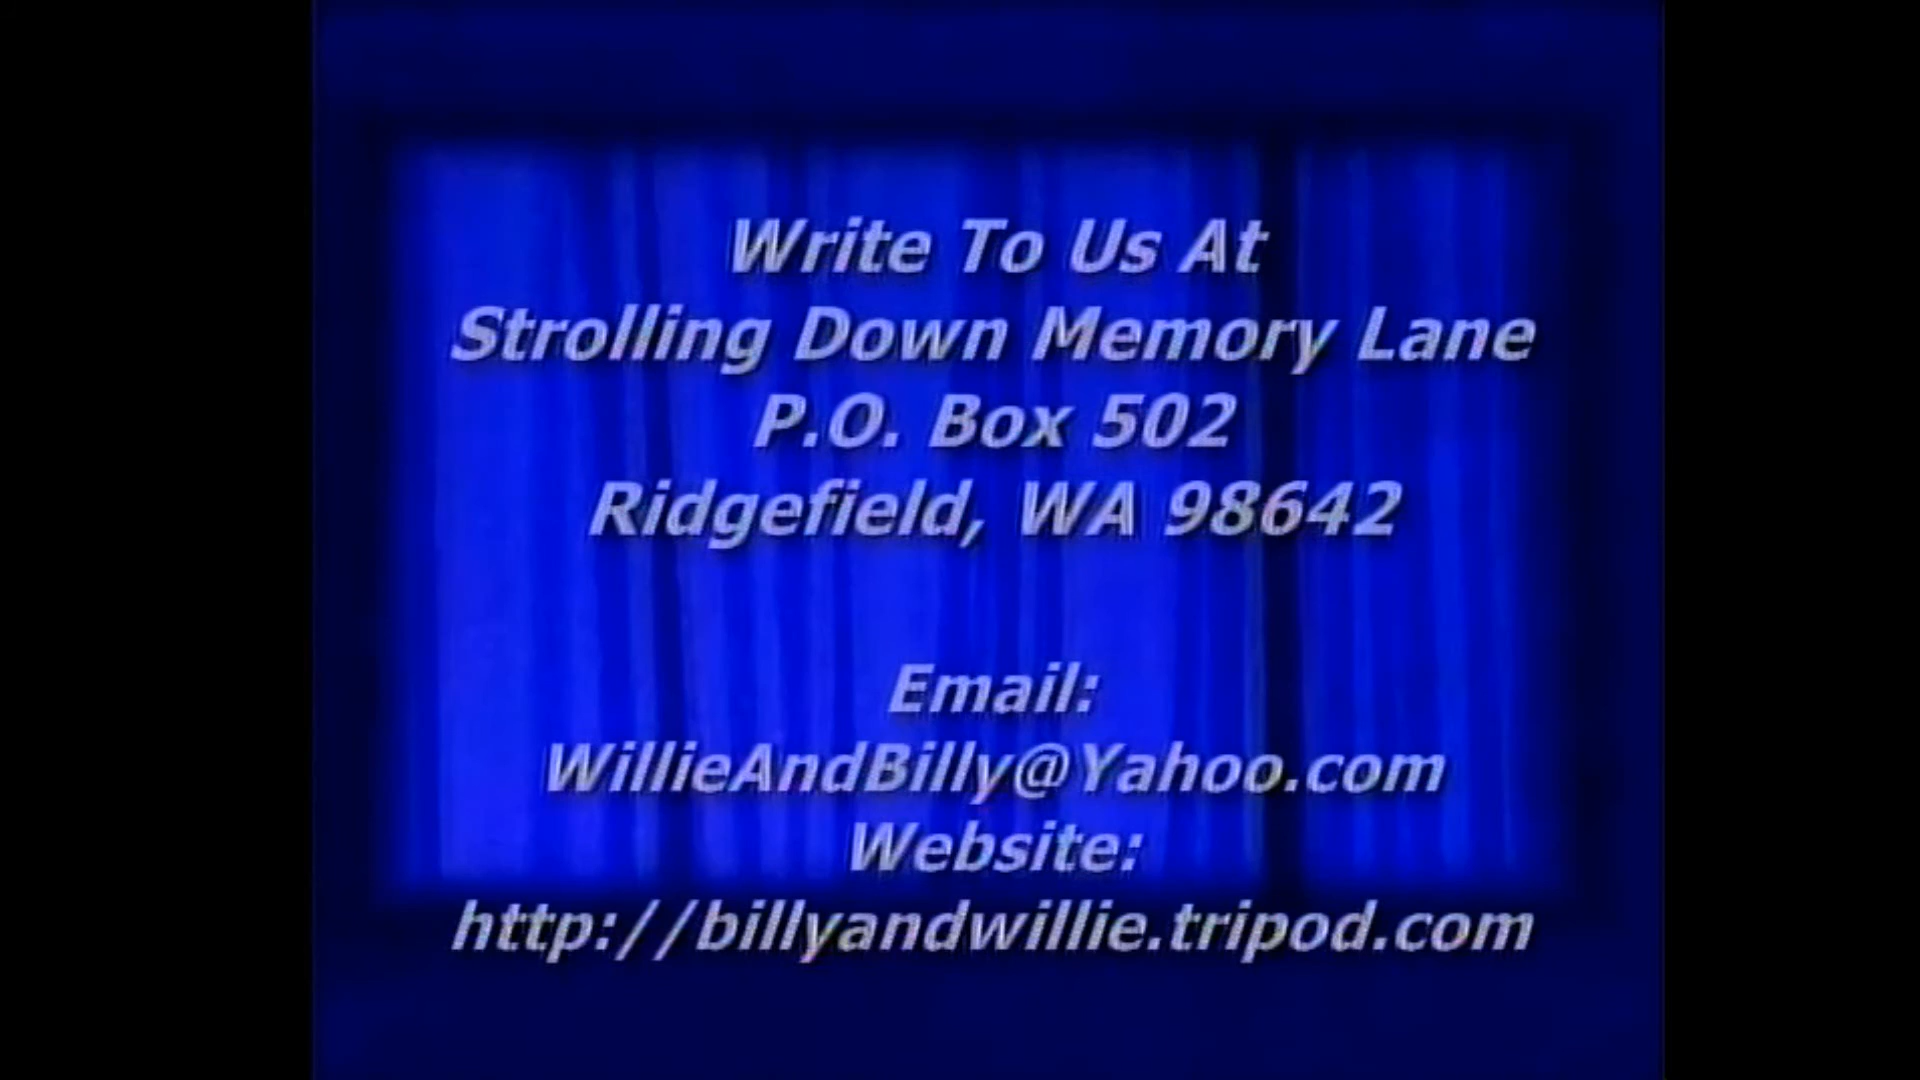 Write To Us At
Strolling Down Memory Lane
P.O. Box 502
Ridgefield, WA 98642
Email:
WillieAndBilly@Yahoo.com
Website:
http://billyandwillie.tripod.com